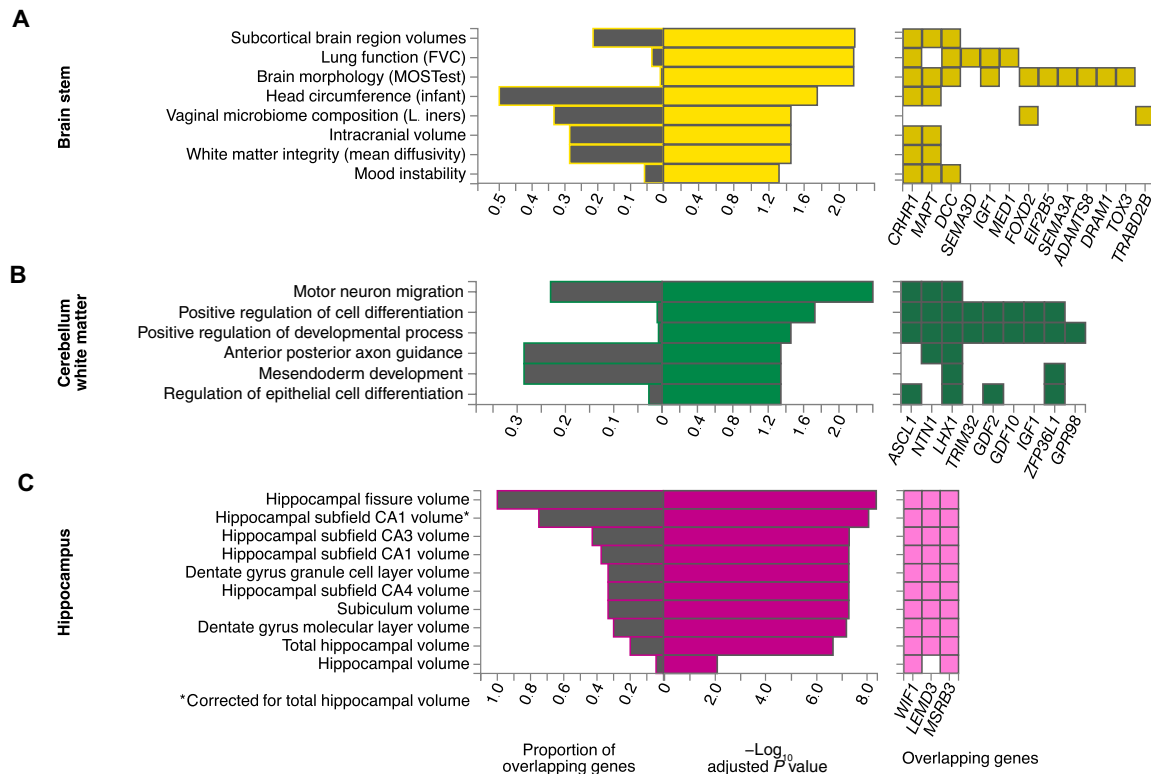 A
Brain stem
Subcortical brain region volumes
Lung function (FVC)
Brain morphology (MOSTest)
Head circumference (infant)
Vaginal microbiome composition (L. iners)
Intracranial volume
White matter integrity (mean diffusivity)
Mood instability
0.5 0.4 0.3 0.2 0.1 0 0.4 0.8 1.2 1.6 2.0
CRHR1 MAPT DCC SEMA3D IGF1 MED1 FOXD2 EIF2B5 SEMA3A ADAMTS8 DRAM1 TOX3 TRABD2B
B
Cerebellum
white matter
Motor neuron migration
Positive regulation of cell differentiation
Positive regulation of developmental process
Anterior posterior axon guidance
Mesendoderm development
Regulation of epithelial cell differentiation
0.3 0.2 0.1 0 0.4 0.8 1.2 1.6 2.0
ASCL1 NTN1 LHX1 TRIM32 GDF2 GDF10 IGF1 ZFP36L1 GPR98
C
Hippocampus
Hippocampal fissure volume
Hippocampal subfield CA1 volume*
Hippocampal subfield CA3 volume
Hippocampal subfield CA1 volume
Dentate gyrus granule cell layer volume
Hippocampal subfield CA4 volume
Subiculum volume
Dentate gyrus molecular layer volume
Total hippocampal volume
Hippocampal volume
1.0 0.8 0.6 0.4 0.2 0 2.0 4.0 6.0 8.0
WIF1 LEMD3 MSRB3
*Corrected for total hippocampal volume
Proportion of
overlapping genes
−Log10
adjusted P value
Overlapping genes